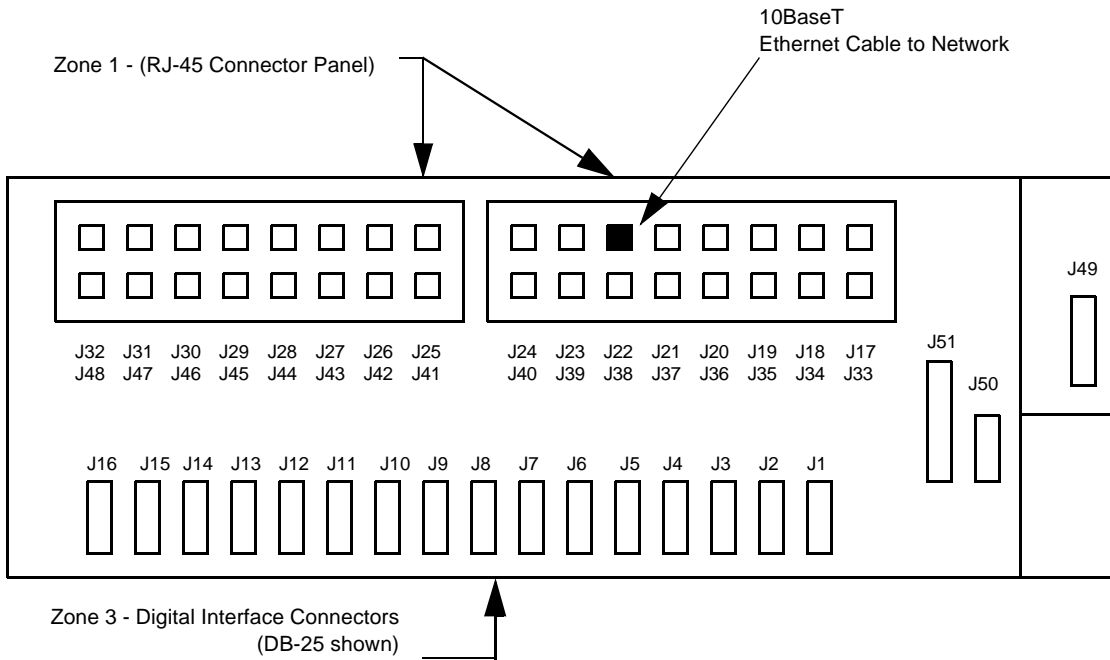 10BaseT
Ethernet Cable to Network
Zone 1 - (RJ-45 Connector Panel)
J49
J32 J31 J30 J29 J28 J27 J26 J25 J24 J23 J22 J21 J20 J19 J18 J17
J48 J47 J46 J45 J44 J43 J42 J41 J40 J39 J38 J37 J36 J35 J34 J33
J51
J50
J16 J15 J14 J13 J12 J11 J10 J9 J8 J7 J6 J5 J4 J3 J2 J1
Zone 3 - Digital Interface Connectors
(DB-25 shown)